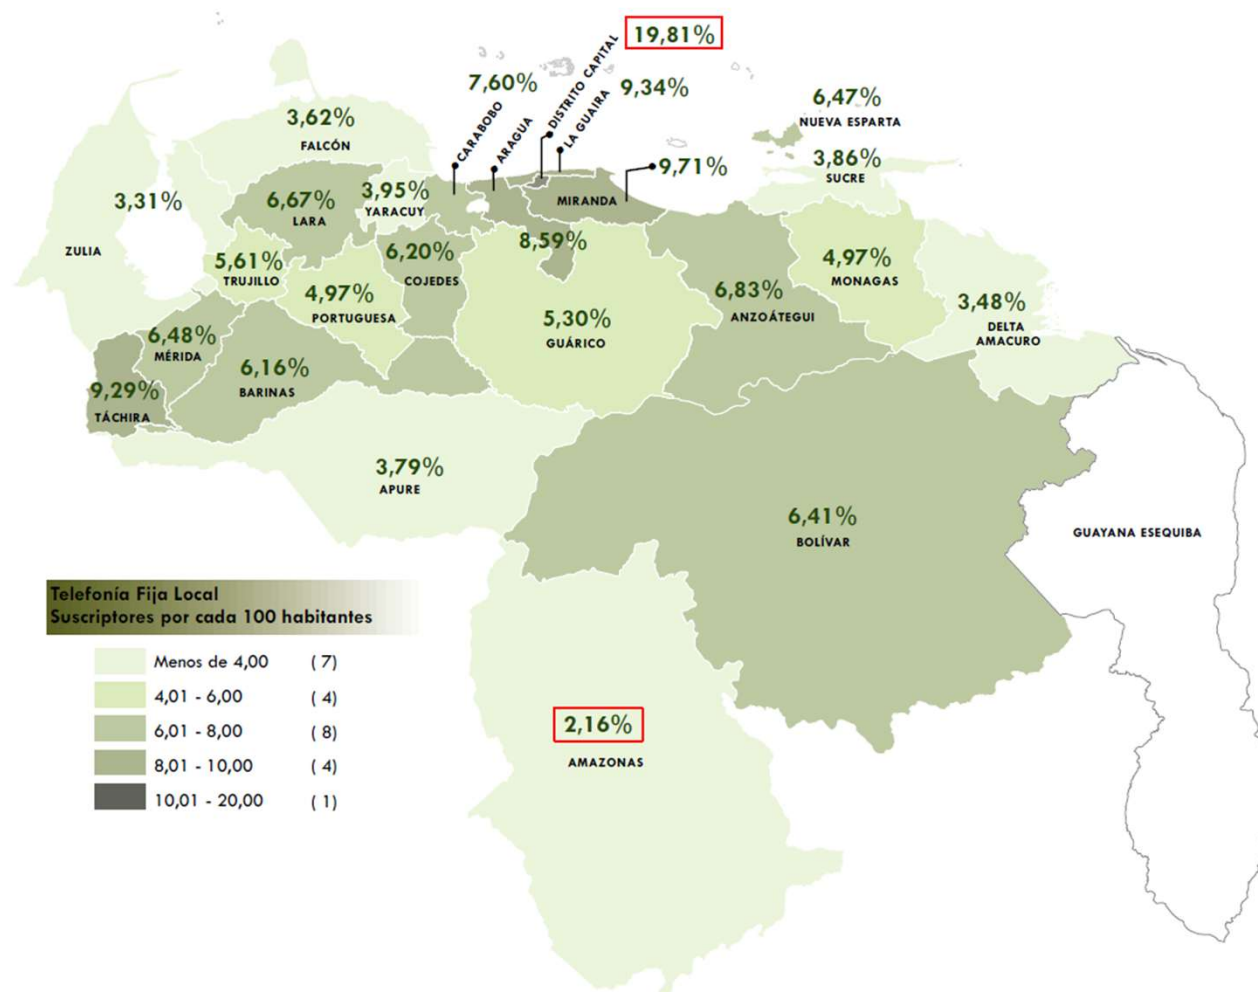 19,81%
DISTRITO CAPITAL
7,60%
CARABOBO
ARAGUA
9,34%
LA GUAIRA
6,47%
NUEVA ESPARTA
3,62%
FALCÓN
9,71%
MIRANDA
3,86%
SUCRE
3,31%
ZULIA
6,67%
LARA
3,95%
YARACUY
8,59%
5,61%
TRUJILLO
4,97%
PORTUGUESA
6,20%
COJEDES
5,30%
GUÁRICO
6,83%
ANZOÁTEGUI
4,97%
MONAGAS
3,48%
DELTA
AMACURO
6,48%
MÉRIDA
6,16%
BARINAS
9,29%
TÁCHIRA
3,79%
APURE
6,41%
BOLÍVAR
GUAYANA ESEQUIBA
2,16%
AMAZONAS
Telefonía Fija Local
Suscriptores por cada 100 habitantes
Menos de 4,00 ( 7)
4,01 - 6,00 ( 4)
6,01 - 8,00 ( 8)
8,01 - 10,00 ( 4)
10,01 - 20,00 ( 1)